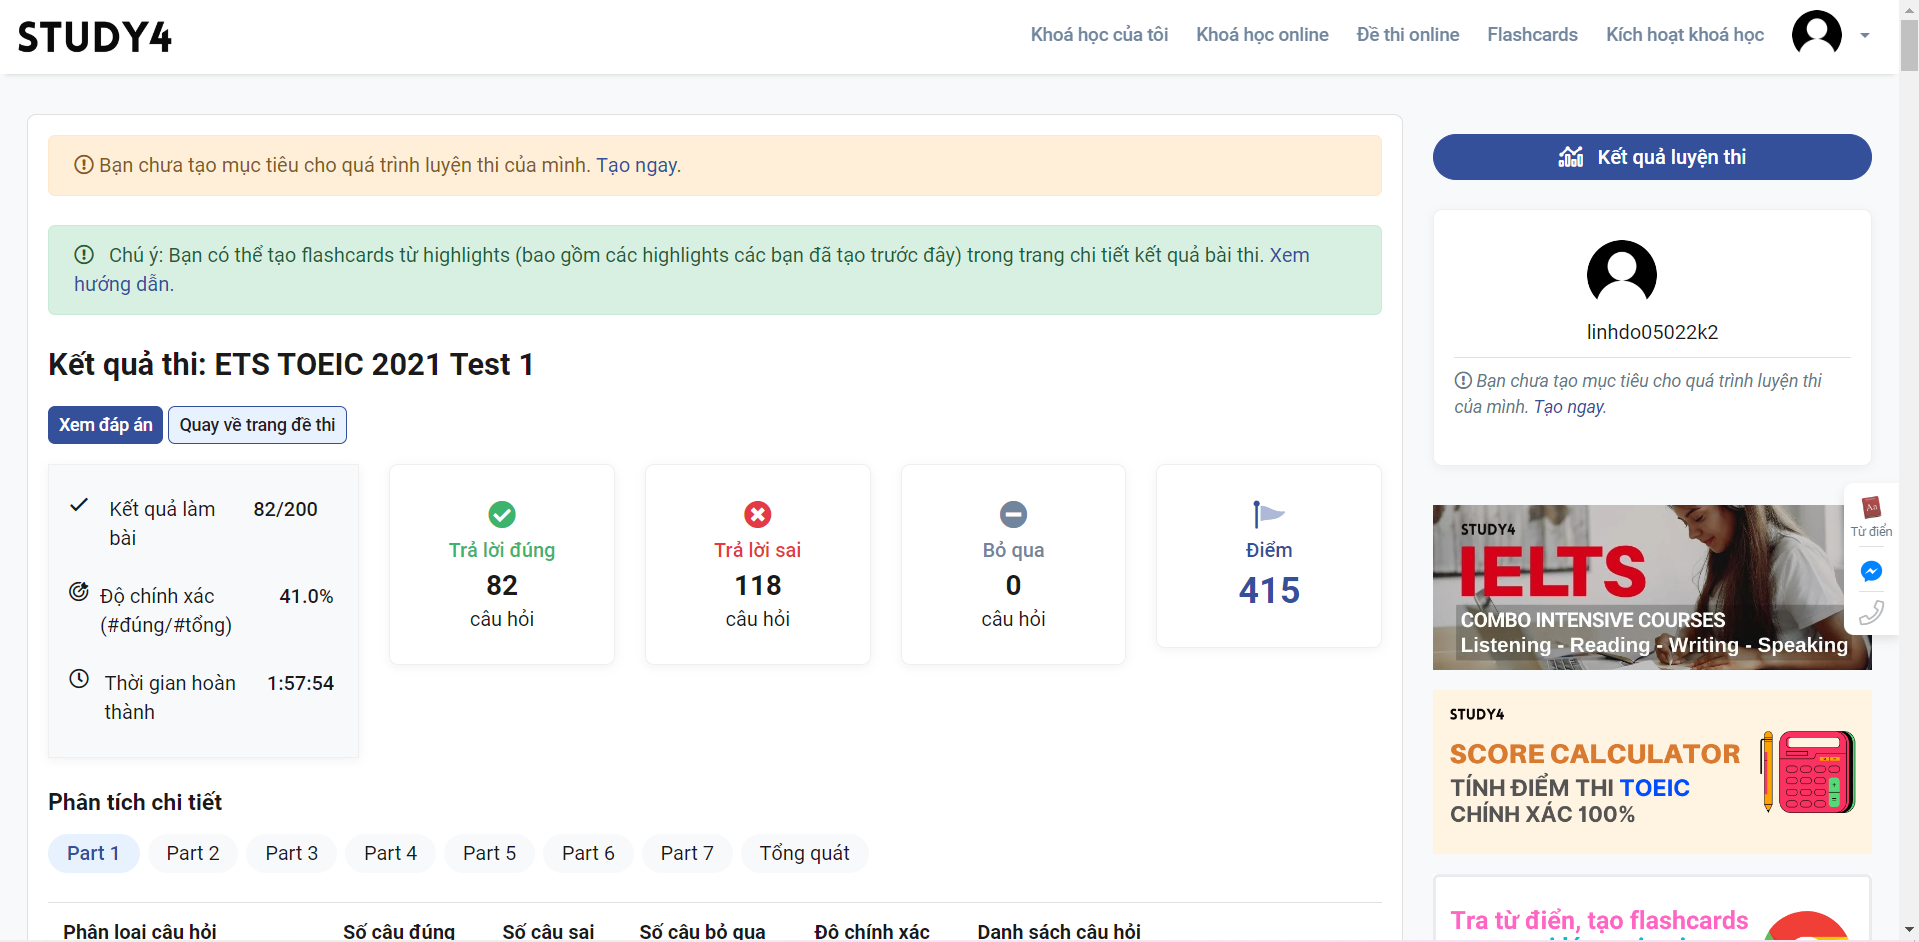 STUDY4
Khoá học của tôi
Khoá học online
Đề thi online
Flashcards
Kích hoạt khoá học
Bạn chưa tạo mục tiêu cho quá trình luyện thi của mình. Tạo ngay.
Chú ý: Bạn có thể tạo flashcards từ highlights (bao gồm các highlights các bạn đã tạo trước đây) trong trang chi tiết kết quả bài thi. Xem
hướng dẫn.
Kết quả thi: ETS TOEIC 2021 Test 1
Xem đáp án
Quay về trang đề thi
Kết quả làm
bài
82/200
Độ chính xác
(#đúng/#tổng)
41.0%
Thời gian hoàn
thành
1:57:54
Trả lời đúng
82
câu hỏi
Trả lời sai
118
câu hỏi
Bỏ qua
0
câu hỏi
Điểm
415
Phân tích chi tiết
Part 1
Part 2
Part 3
Part 4
Part 5
Part 6
Part 7
Tổng quát
Phân loại câu hỏi
Số câu đúng
Số câu sai
Số câu bỏ qua
Độ chính xác
Danh sách câu hỏi
Kết quả luyện thi
linhdo05022k2
Bạn chưa tạo mục tiêu cho quá trình luyện thi
của mình. Tạo ngay.
STUDY4
IELTS
COMBO INTENSIVE COURSES
Listening - Reading - Writing - Speaking
Aa
Từ điển
STUDY4
SCORE CALCULATOR
TÍNH ĐIỂM THI TOEIC
CHÍNH XÁC 100%
Tra từ điển, tạo flashcards